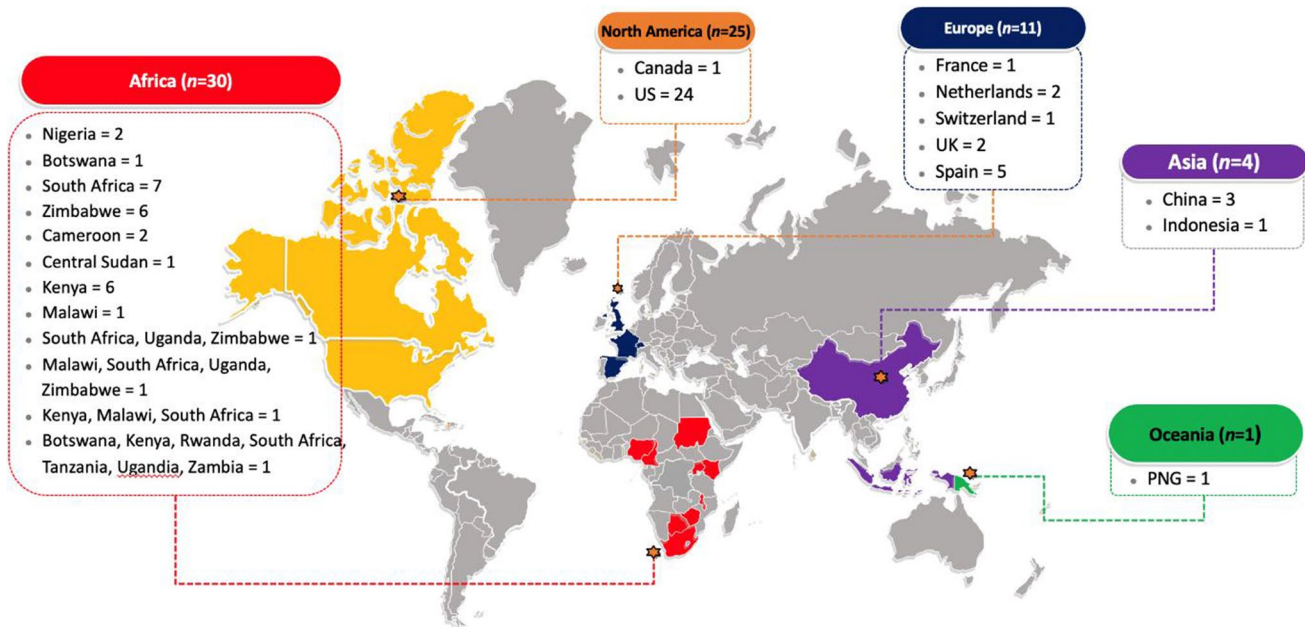 North America (n=25)
• Canada = 1
• US = 24
Europe (n=11)
• France = 1
• Netherlands = 2
• Switzerland = 1
• UK = 2
• Spain = 5
Africa (n=30)
• Nigeria = 2
• Botswana = 1
• South Africa = 7
• Zimbabwe = 6
• Cameroon = 2
• Central Sudan = 1
• Kenya = 6
• Malawi = 1
• South Africa, Uganda, Zimbabwe = 1
• Malawi, South Africa, Uganda,
Zimbabwe = 1
• Kenya, Malawi, South Africa = 1
• Botswana, Kenya, Rwanda, South Africa,
Tanzania, Ugandia, Zambia = 1
Asia (n=4)
• China = 3
• Indonesia = 1
Oceania (n=1)
• PNG = 1